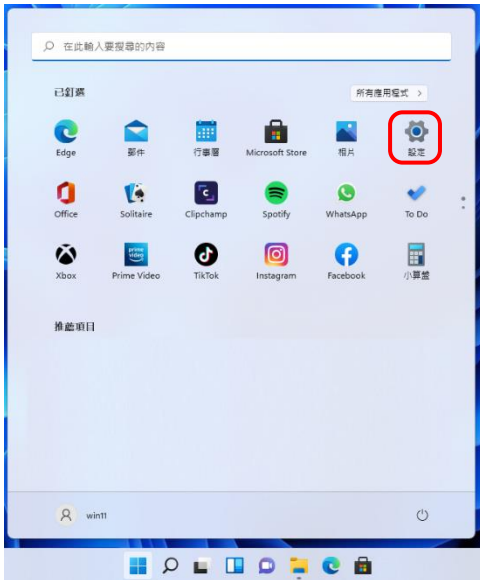 在此輸入要搜尋的內容
已釘選
所有應用程式 >
Edge 郵件 行事曆 Microsoft Store 相片 設定
Office Solitaire Clipchamp Spotify WhatsApp To Do
prime video
Xbox Prime Video TikTok Instagram Facebook 小算盤
推薦項目
win11